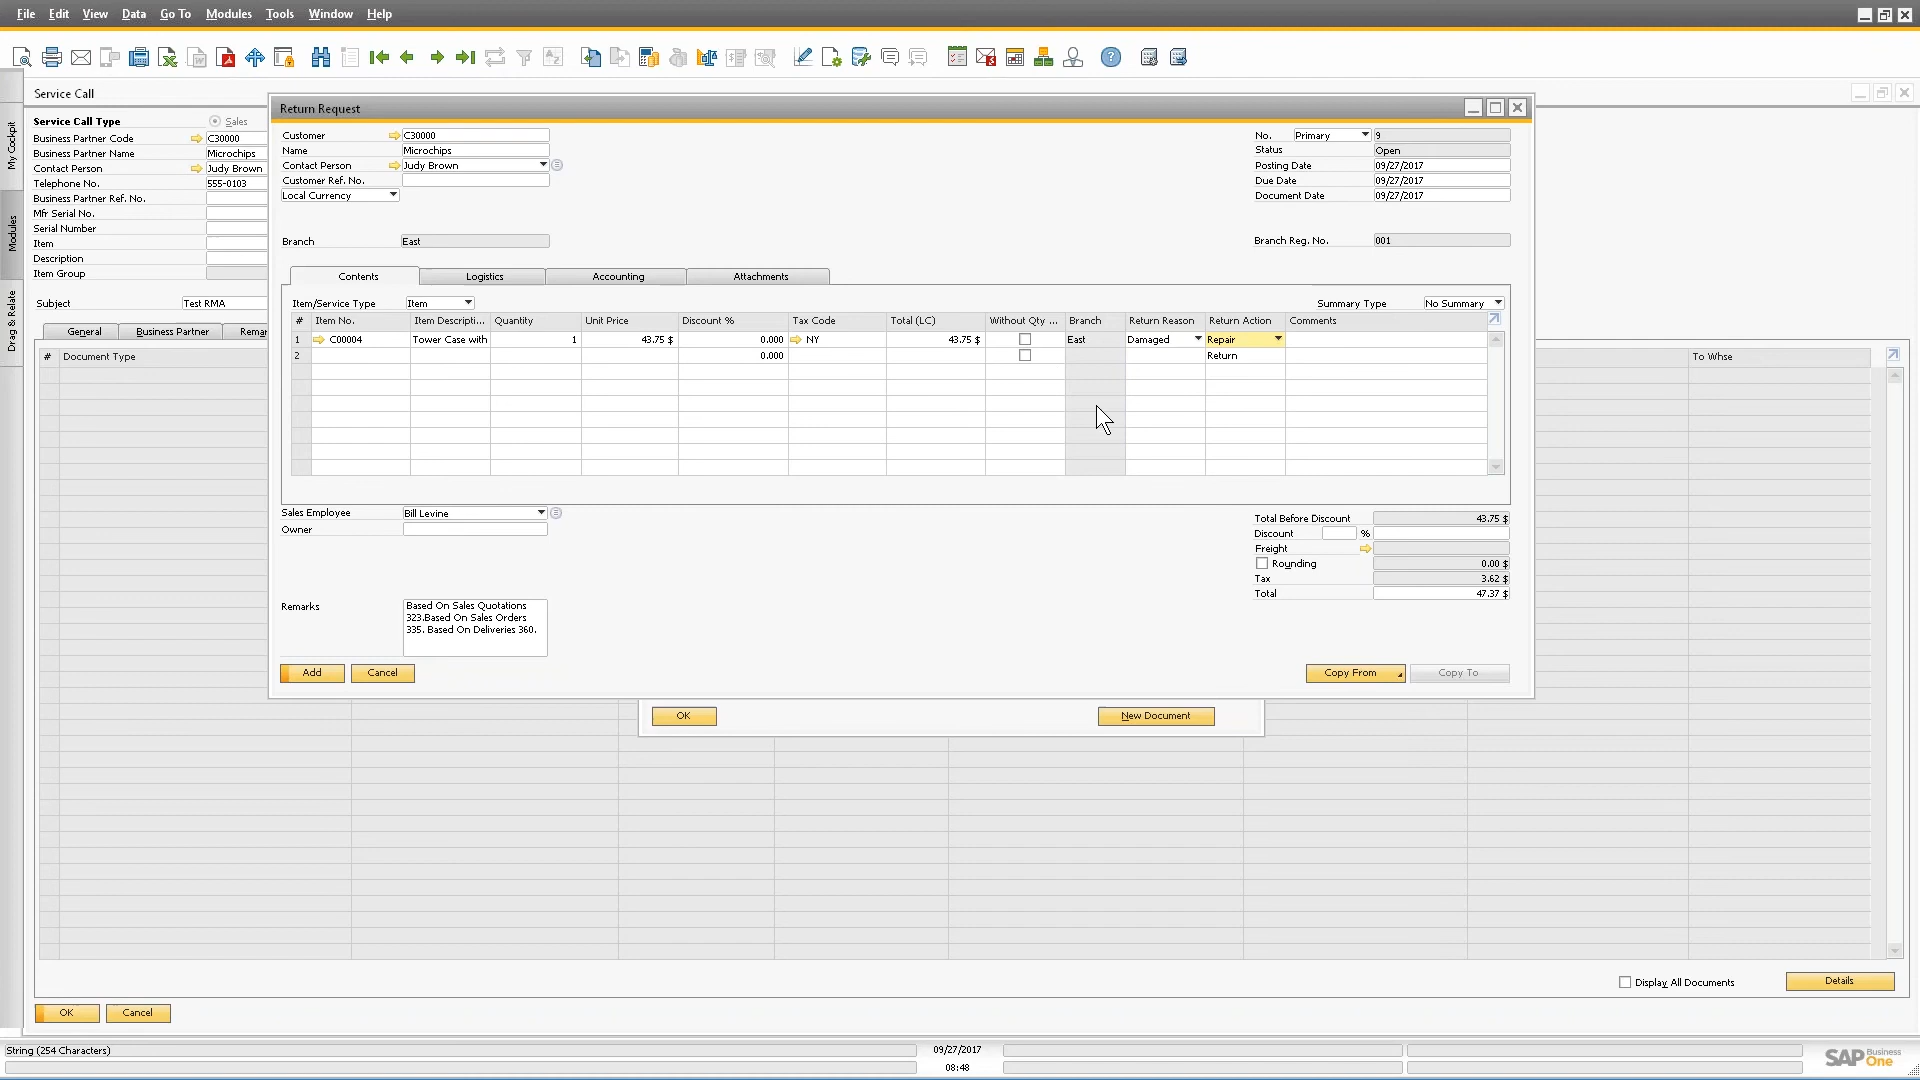 File Edit View Data Go To Modules Tools Window Help
Service Call
My Cockpit
Modules
Drag & Relate
Service Call Type Sales
Business Partner Code C30000
Business Partner Name Microchips
Contact Person Judy Brown
Telephone No. 555-0103
Business Partner Ref. No.
Mfr Serial No.
Serial Number
Item
Description
Item Group
Subject Test RMA
General Business Partner Remar
# Document Type To Whse
Return Request
Customer C30000
Name Microchips
Contact Person Judy Brown
Customer Ref. No.
Local Currency
Branch East
No. Primary 9
Status Open
Posting Date 09/27/2017
Due Date 09/27/2017
Document Date 09/27/2017
Branch Reg. No. 001
Contents Logistics Accounting Attachments
Item/Service Type Item Summary Type No Summary
# Item No. Item Descripti... Quantity Unit Price Discount % Tax Code Total (LC) Without Qty ... Branch Return Reason Return Action Comments
1 C00004 Tower Case with 1 43.75 $ 0.000 NY 43.75 $ East Damaged Repair
2 0.000 Return
Sales Employee Bill Levine
Owner
Total Before Discount 43.75 $
Discount %
Freight
Rounding 0.00 $
Tax 3.62 $
Total 47.37 $
Remarks Based On Sales Quotations
323.Based On Sales Orders
335. Based On Deliveries 360.
Add Cancel Copy From Copy To
OK New Document
Display All Documents Details
OK Cancel
String (254 Characters) 09/27/2017
08:48
SAP Business One